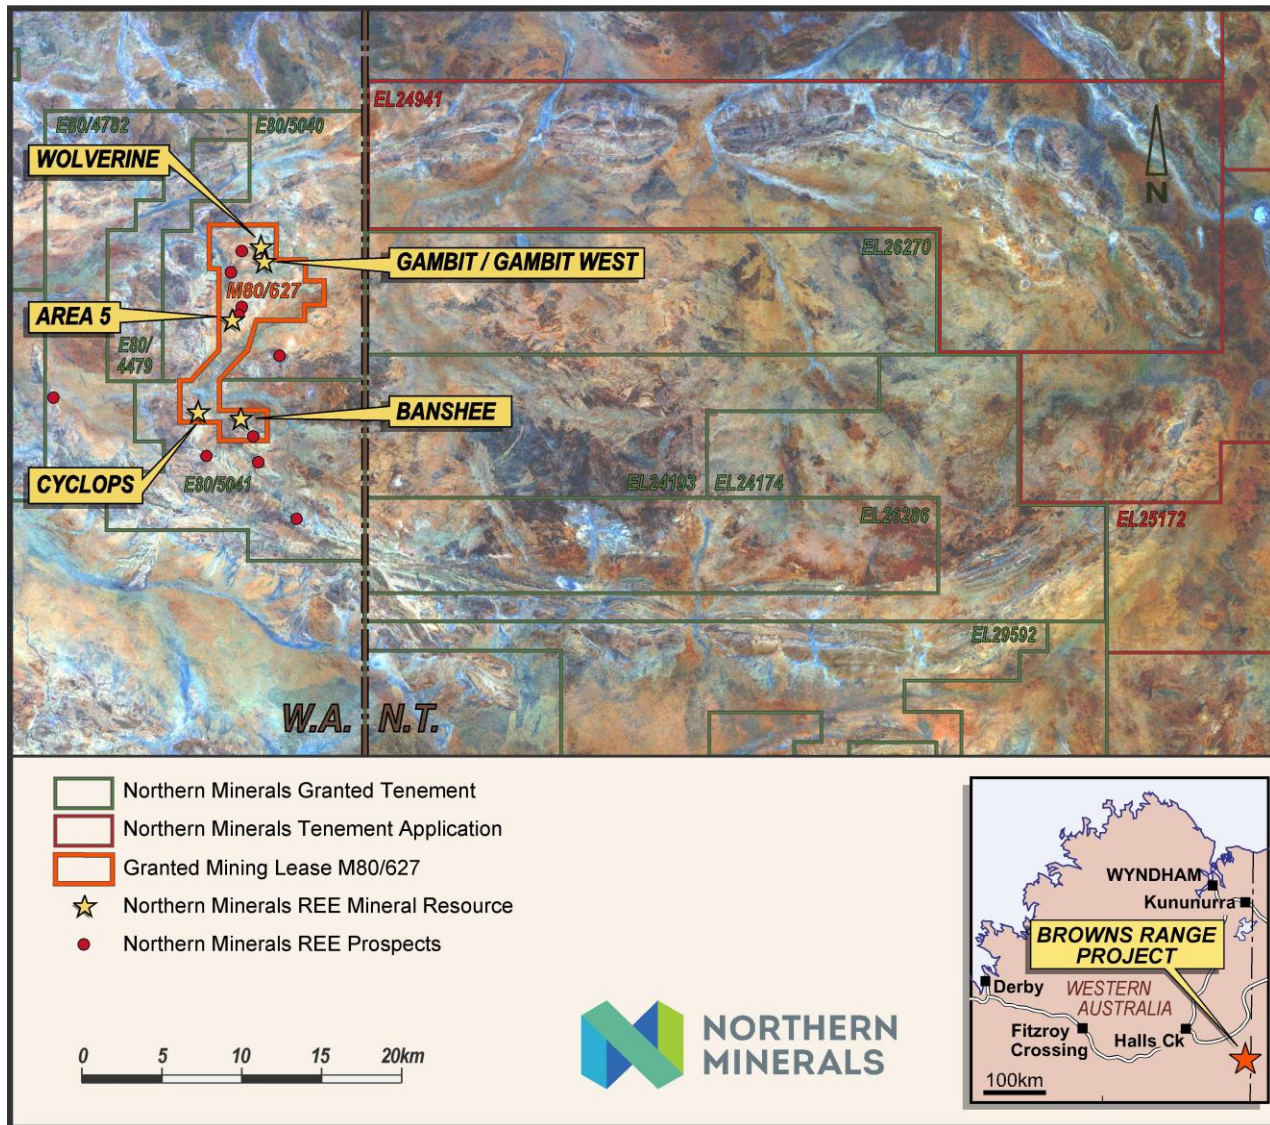 EL24941
E80/4782
E80/5040
WOLVERINE
N
GAMBIT / GAMBIT WEST
EL26270
M80/627
AREA 5
E80/
4479
BANSHEE
CYCLOPS
E80/5041
EL24193
EL24174
EL26286
EL25172
EL29592
W.A.
N.T.
Northern Minerals Granted Tenement
Northern Minerals Tenement Application
Granted Mining Lease M80/627
Northern Minerals REE Mineral Resource
Northern Minerals REE Prospects
0 5 10 15 20km
NORTHERN
MINERALS
WYNDHAM
Kununurra
BROWNS RANGE
PROJECT
Derby
WESTERN
AUSTRALIA
Fitzroy
Crossing
Halls Ck
100km